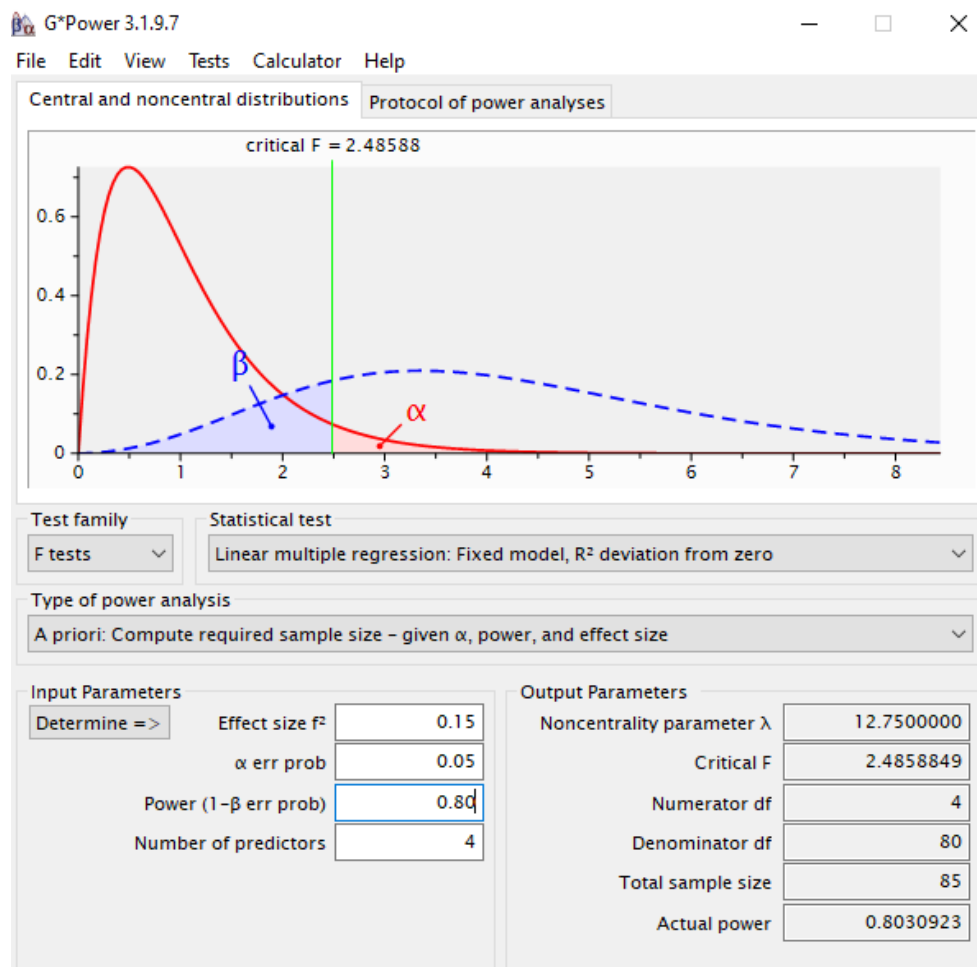 G*Power 3.1.9.7
File Edit View Tests Calculator Help
Central and noncentral distributions Protocol of power analyses
critical F = 2.48588
0.6
0.4
0.2
0
β
α
0 1 2 3 4 5 6 7 8
Test family Statistical test
F tests Linear multiple regression: Fixed model, R² deviation from zero
Type of power analysis
A priori: Compute required sample size – given α, power, and effect size
Input Parameters Output Parameters
Determine => Effect size f² 0.15 Noncentrality parameter λ 12.7500000
α err prob 0.05 Critical F 2.4858849
Power (1-β err prob) 0.80 Numerator df 4
Number of predictors 4 Denominator df 80
Total sample size 85
Actual power 0.8030923